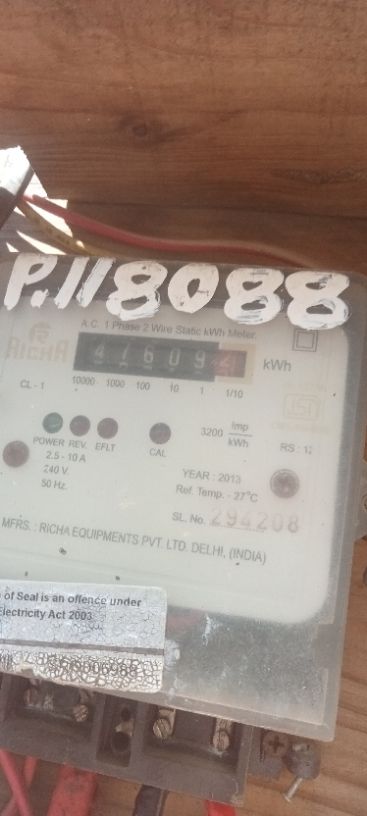 P.118088
A.C. 1 Phase 2 Wire Static kWh Meter.
RICHA
41609
kWh
10000 1000 100 10 1 1/10
CL - 1
POWER REV. EFLT CAL
3200 Imp/kWh
RS : 12
2.5 - 10 A
240 V.
50 Hz.
YEAR : 2013
Ref. Temp. - 27°C
SL. No. 294208
MFRS. : RICHA EQUIPMENTS PVT. LTD. DELHI, (INDIA)
of Seal is an offence under
Electricity Act 2003